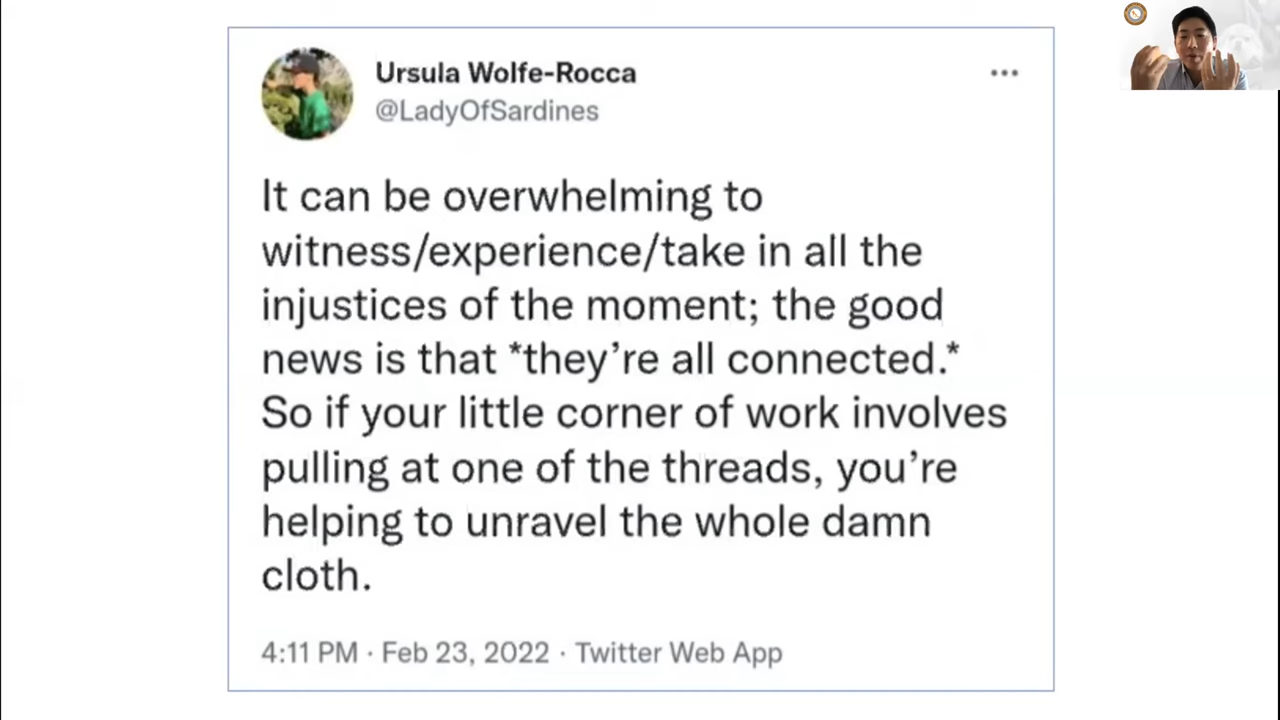 Ursula Wolfe-Rocca
@LadyOfSardines
It can be overwhelming to
witness/experience/take in all the
injustices of the moment; the good
news is that *they’re all connected.*
So if your little corner of work involves
pulling at one of the threads, you’re
helping to unravel the whole damn
cloth.
4:11 PM · Feb 23, 2022 · Twitter Web App